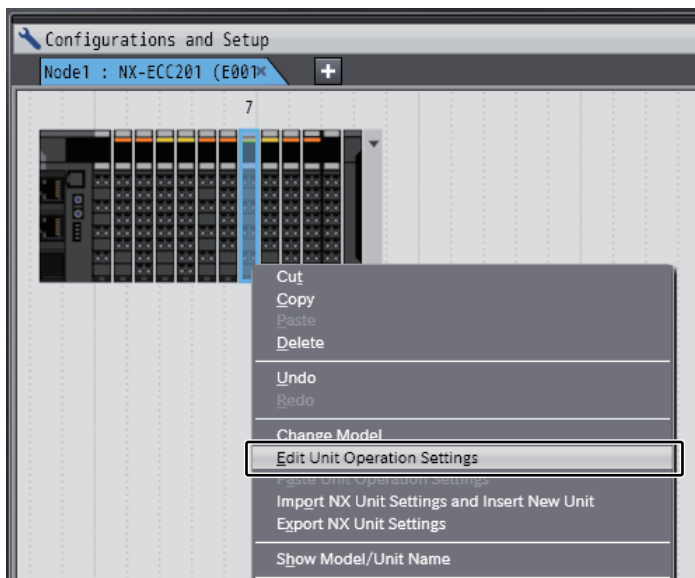 Configurations and Setup
Node1 : NX-ECC201 (E001
7
Cut
Copy
Paste
Delete
Undo
Redo
Change Model
Edit Unit Operation Settings
Paste Unit Operation Settings
Import NX Unit Settings and Insert New Unit
Export NX Unit Settings
Show Model/Unit Name